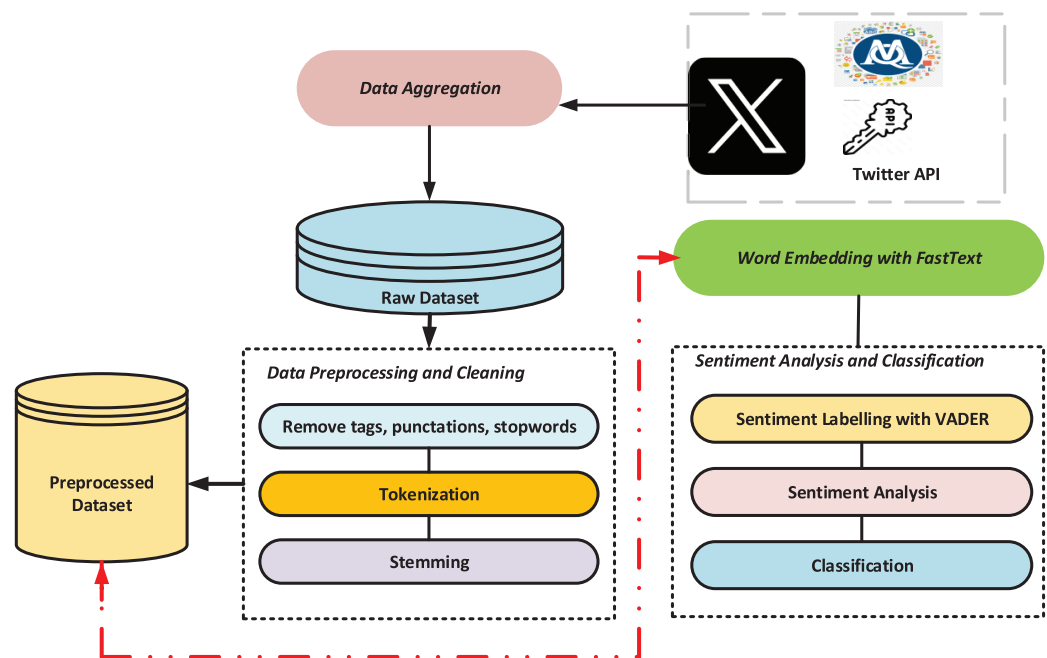 Data Aggregation
API
Twitter API
Raw Dataset
Word Embedding with FastText
Data Preprocessing and Cleaning
Remove tags, punctations, stopwords
Tokenization
Stemming
Preprocessed
Dataset
Sentiment Analysis and Classification
Sentiment Labelling with VADER
Sentiment Analysis
Classification